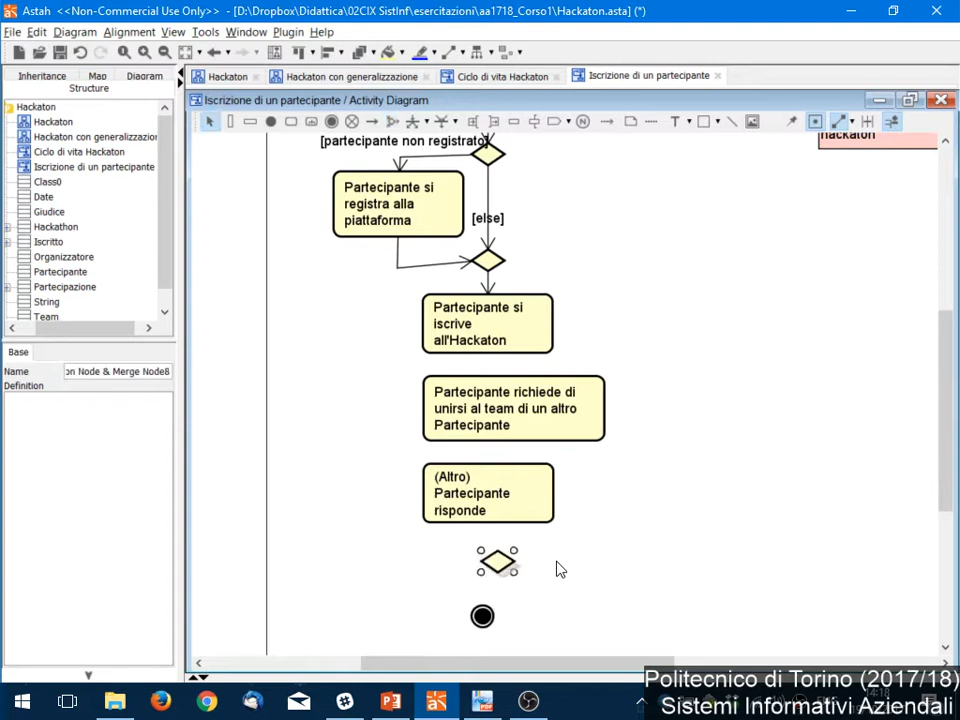 Astah <<Non-Commercial Use Only>> - [D:\Dropbox\Didattica\02CIX SistInf\esercitazioni\aa1718_Corso1\Hackaton.asta] (*)
File Edit Diagram Alignment View Tools Window Plugin Help
Inheritance Map Diagram
Structure
Hackaton
Hackaton
Hackaton con generalizzazio
Ciclo di vita Hackaton
Iscrizione di un partecipante
Class0
Date
Giudice
Hackathon
Iscritto
Organizzatore
Partecipante
Partecipazione
String
Team
Base
Name on Node & Merge Node8
Definition
Hackaton Hackaton con generalizzazione Ciclo di vita Hackaton Iscrizione di un partecipante
Iscrizione di un partecipante / Activity Diagram
hackaton
[partecipante non registrato]
Partecipante si
registra alla
piattaforma
[else]
Partecipante si
iscrive
all'Hackaton
Partecipante richiede di
unirsi al team di un altro
Partecipante
(Altro)
Partecipante
risponde
Politecnico di Torino (2017/18)
14:18
Sistemi Informativi Aziendali